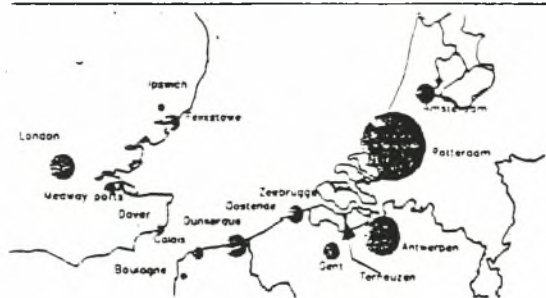 Ipswich
Felixstowe
Amsterdam
London
Rotterdam
Medway ports
Zeebrugge
Oostende
Dover
Dunkerque
Calais
Antwerpen
Gent
Boulogne
Terneuzen